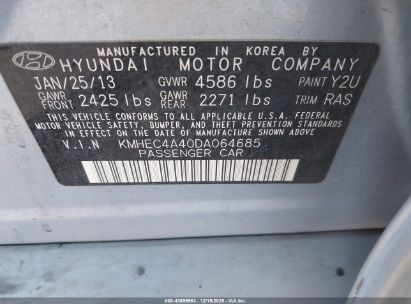 MANUFACTURED IN KOREA BY
HYUNDAI MOTOR COMPANY
JAN/25/13 GVWR 4586 lbs PAINT Y2U
GAWR FRONT 2425 lbs GAWR REAR 2271 lbs TRIM RAS
THIS VEHICLE CONFORMS TO ALL APPLICABLE U.S.A. FEDERAL
MOTOR VEHICLE SAFETY, BUMPER, AND THEFT PREVENTION
STANDARDS IN EFFECT ON THE DATE OF MANUFACTURE SHOWN ABOVE.
V.I.N KMHEC4A40DA064685
PASSENGER CAR